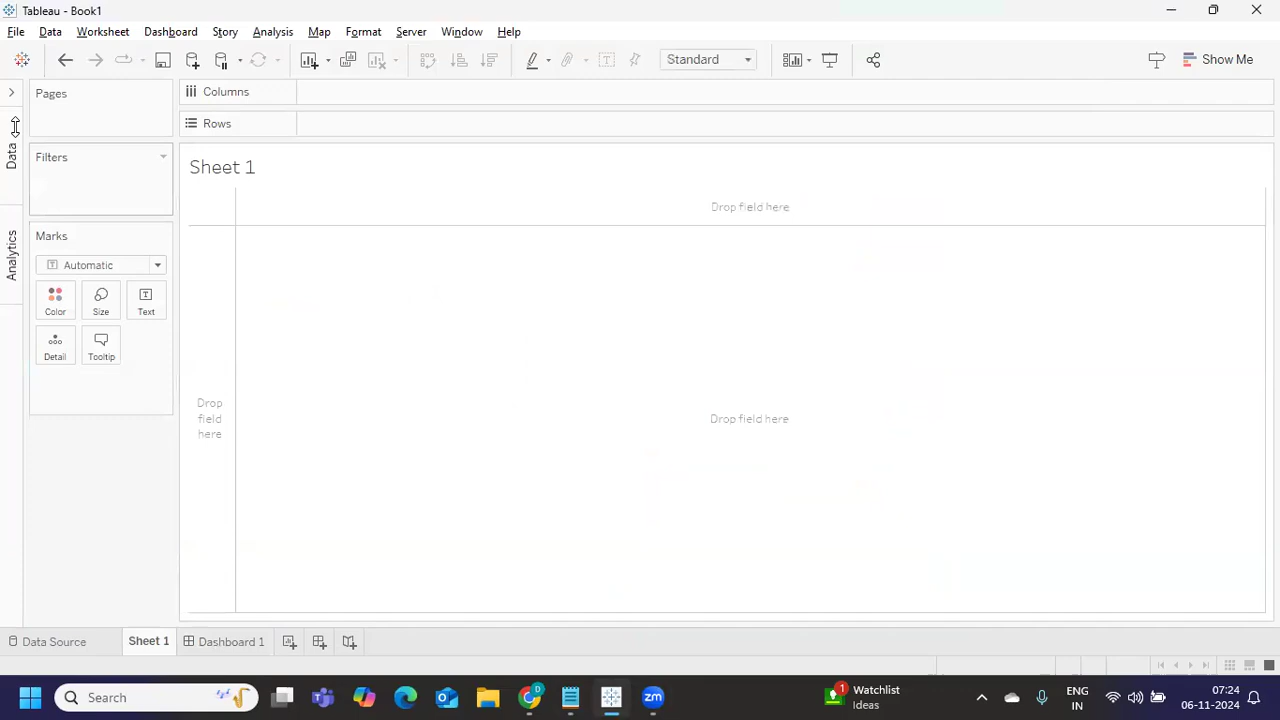 Tableau - Book1
File Data Worksheet Dashboard Story Analysis Map Format Server Window Help
Standard
Show Me
Pages
Columns
Rows
Data
Filters
Sheet 1
Drop field here
Marks
Analytics
Automatic
Color Size Text
Detail Tooltip
Drop
field
here
Drop field here
Data Source Sheet 1 Dashboard 1
Search
1
D
zm
Watchlist
Ideas
ENG
IN
07:24
06-11-2024